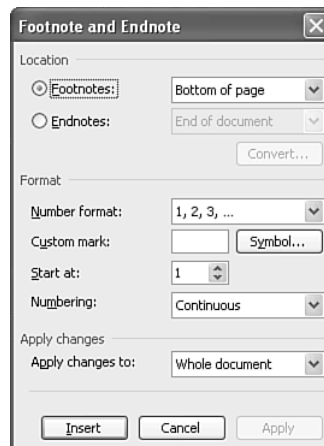 Footnote and Endnote
Location
Footnotes: Bottom of page
Endnotes: End of document
Convert...
Format
Number format: 1, 2, 3, ...
Custom mark: Symbol...
Start at: 1
Numbering: Continuous
Apply changes
Apply changes to: Whole document
Insert Cancel Apply